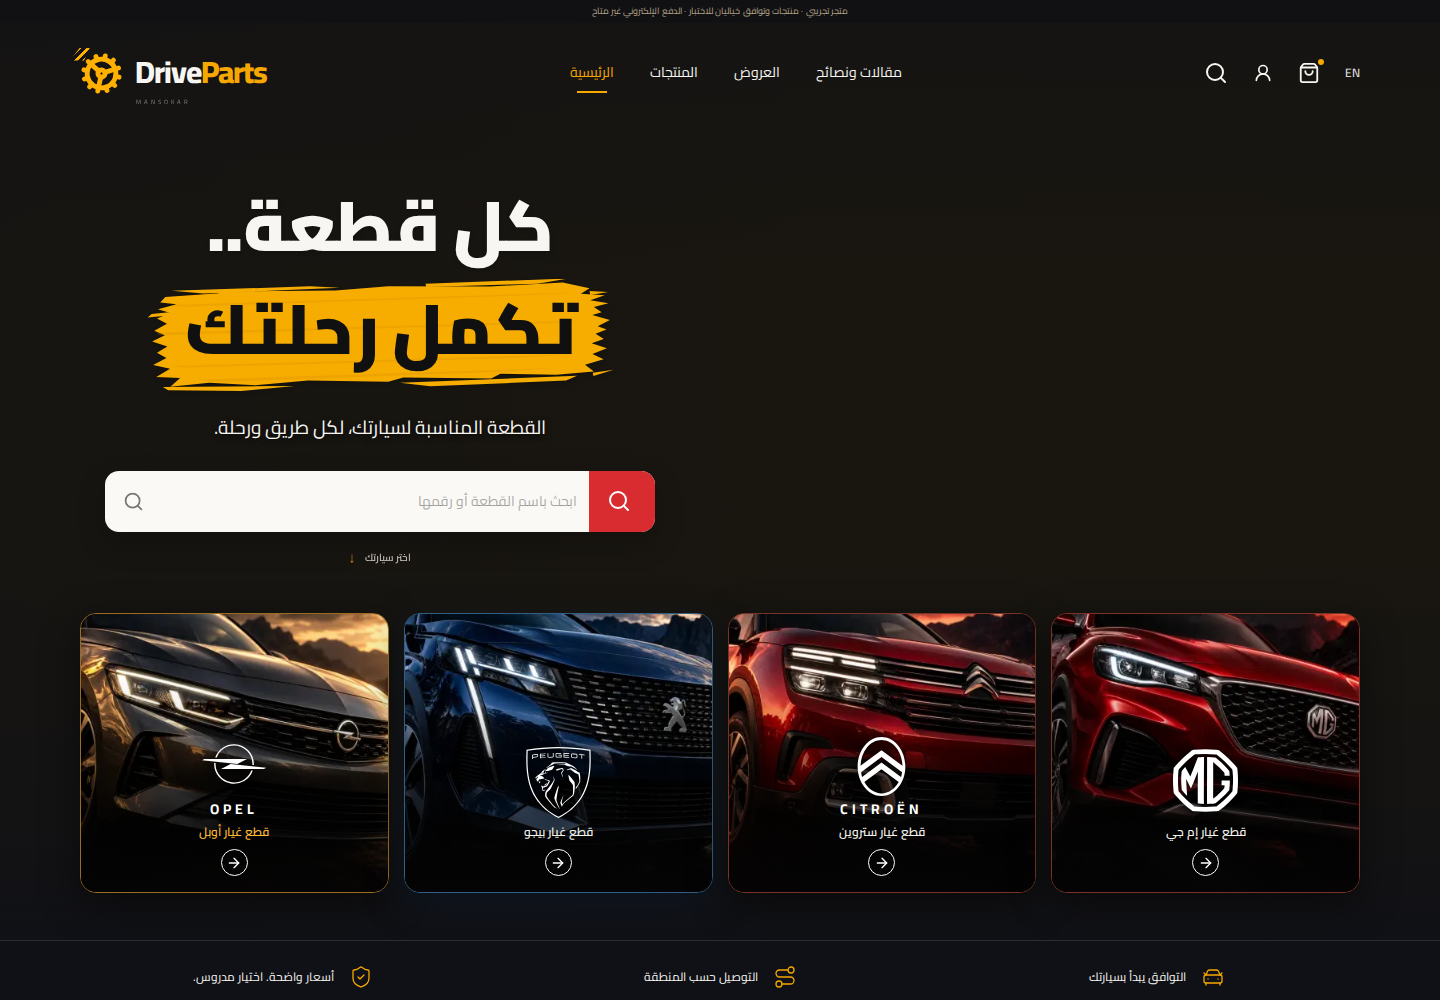 متجر تجريبي · منتجات وتوافق خياليان للاختبار · الدفع الإلكتروني غير متاح
DriveParts
MANSOKAR
الرئيسية
المنتجات
العروض
مقالات ونصائح
EN
كل قطعة..
تكمل رحلتك
القطعة المناسبة لسيارتك، لكل طريق ورحلة.
ابحث باسم القطعة أو رقمها
اختر سيارتك ↓
MG
MG
قطع غيار إم جي
CITROËN
قطع غيار ستروين
PEUGEOT
قطع غيار بيجو
OPEL
قطع غيار أوبل
التوافق يبدأ بسيارتك
التوصيل حسب المنطقة
أسعار واضحة. اختيار مدروس.